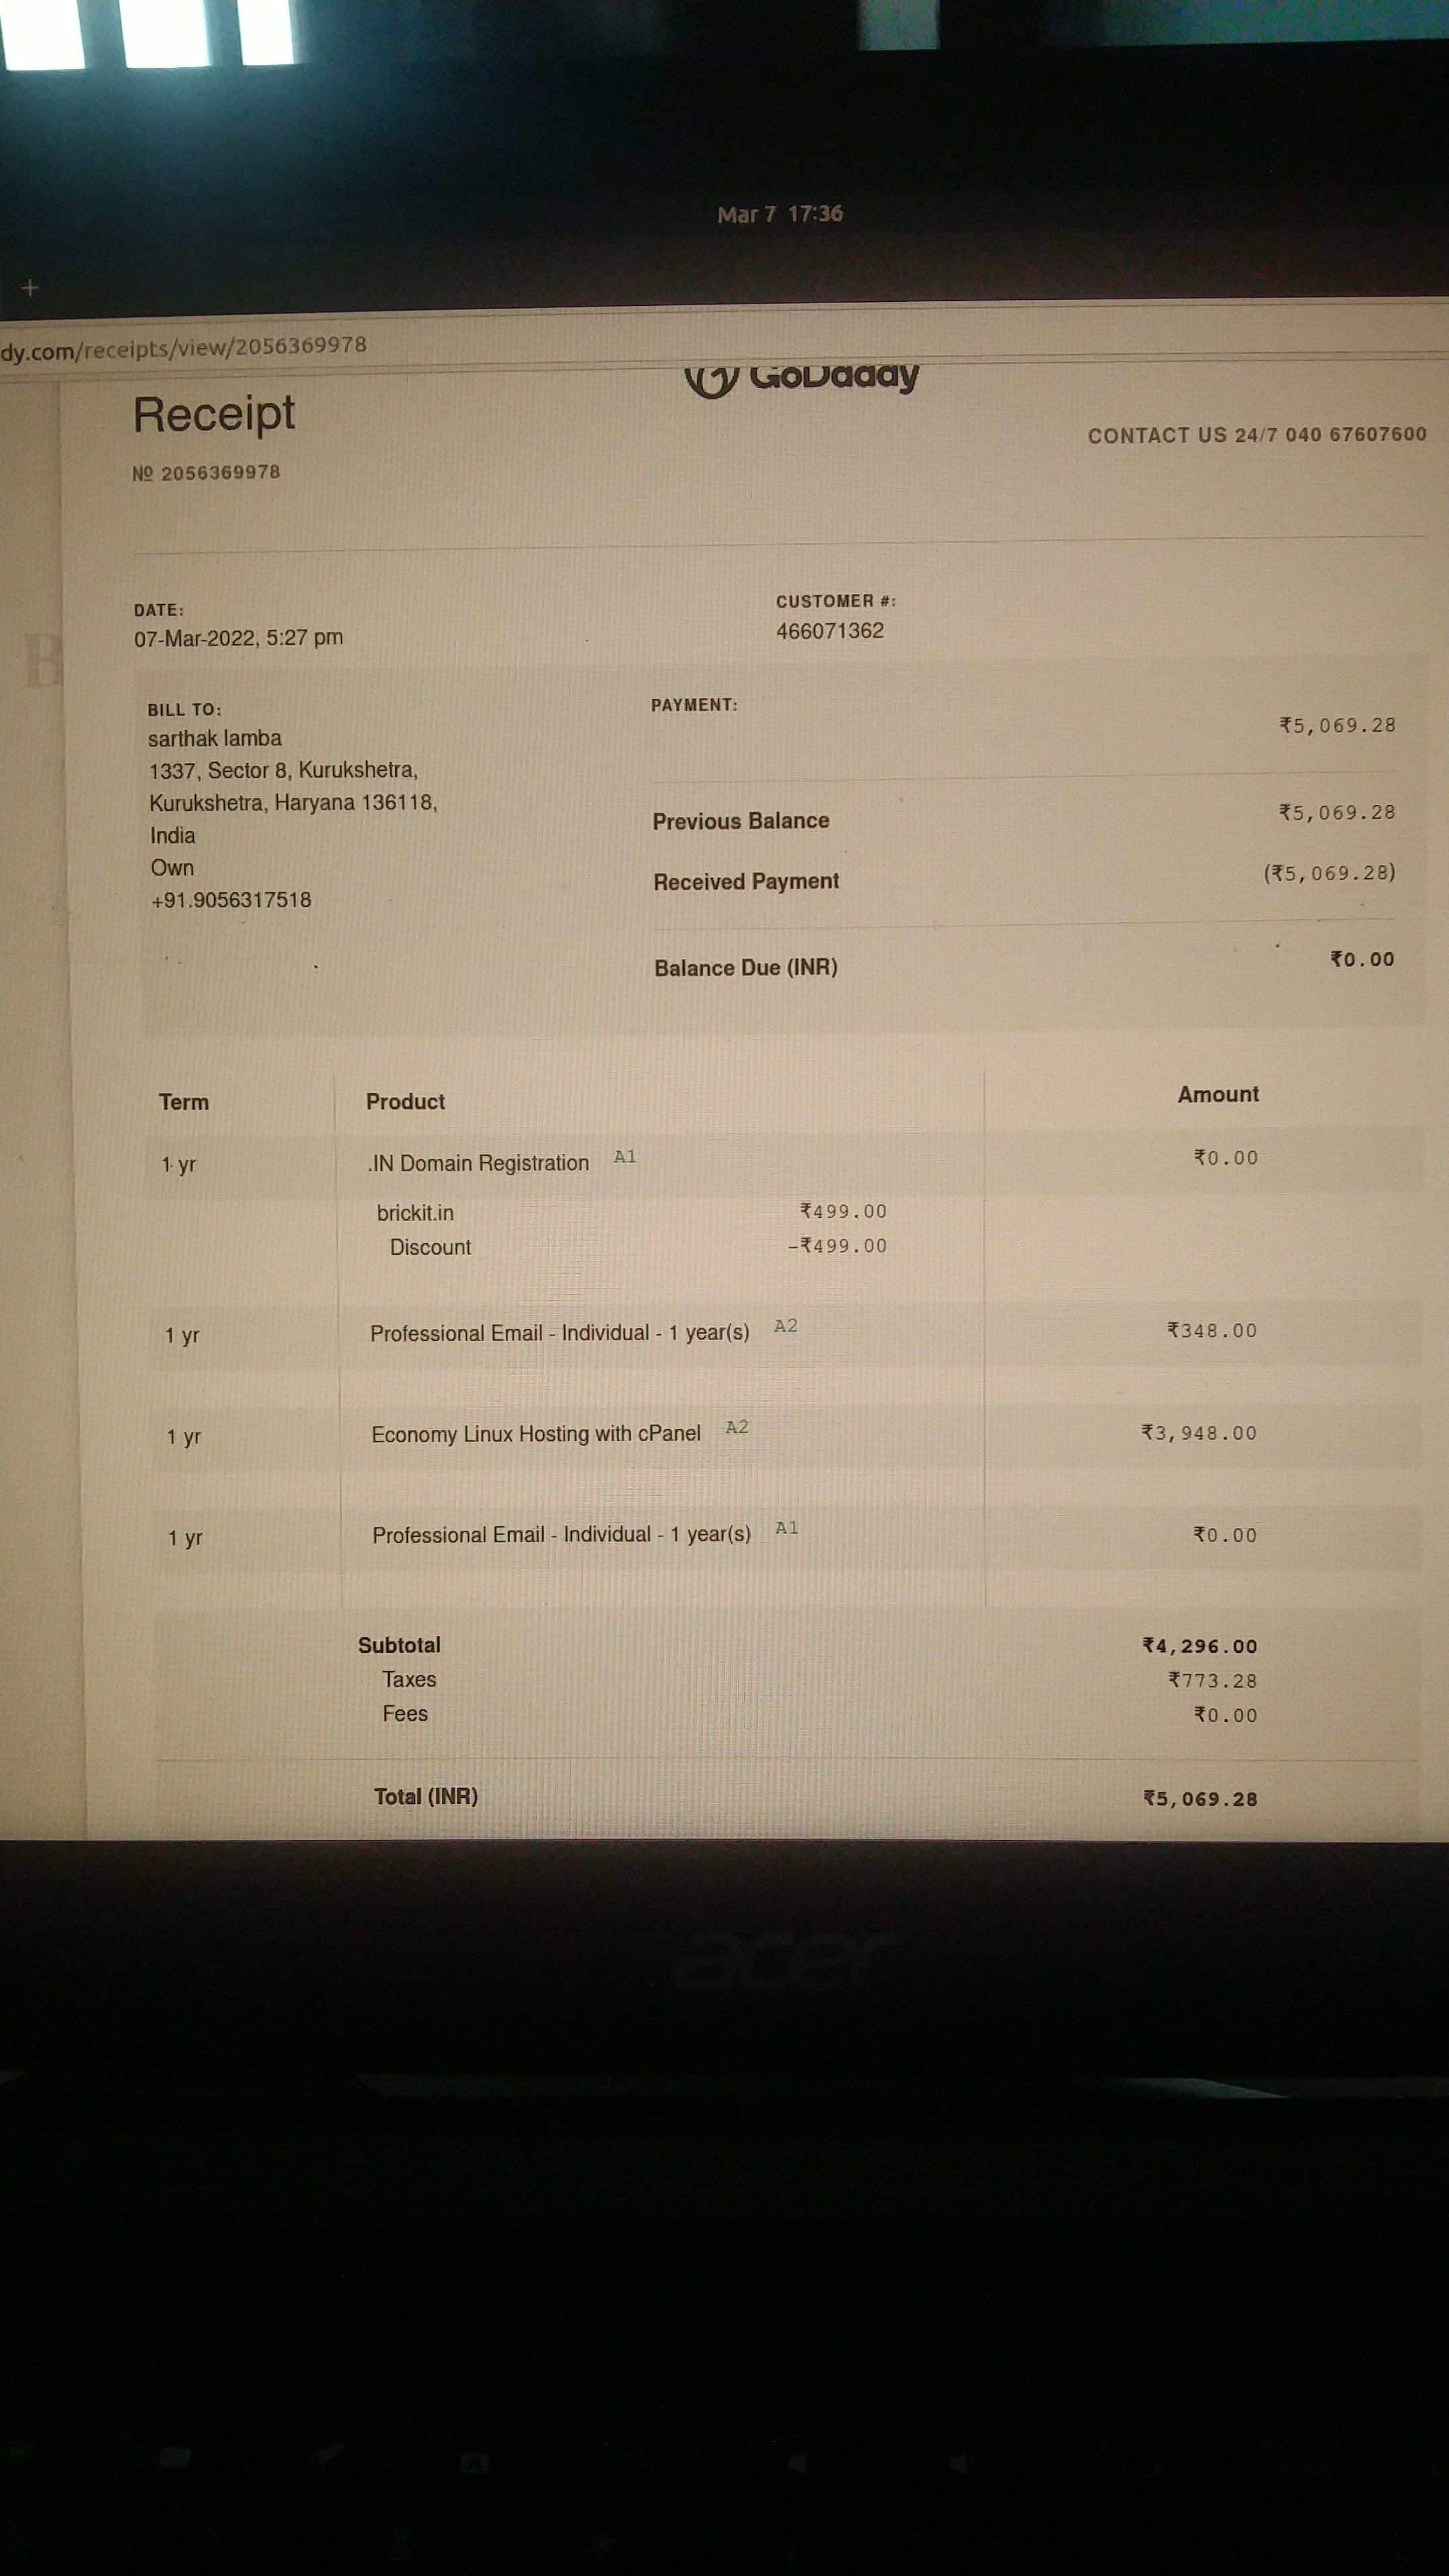 Mar 7 17:36
+
dy.com/receipts/view/2056369978
GoDaddy
Receipt
CONTACT US 24/7 040 67607600
Nº 2056369978
DATE:
07-Mar-2022, 5:27 pm
CUSTOMER #:
466071362
B
BILL TO:
sarthak lamba
1337, Sector 8, Kurukshetra,
Kurukshetra, Haryana 136118,
India
Own
+91.9056317518
PAYMENT:
₹5,069.28
Previous Balance ₹5,069.28
Received Payment (₹5,069.28)
Balance Due (INR) ₹0.00
Term Product Amount
1 yr .IN Domain Registration A1 ₹0.00
brickit.in ₹499.00
Discount -₹499.00
1 yr Professional Email - Individual - 1 year(s) A2 ₹348.00
1 yr Economy Linux Hosting with cPanel A2 ₹3,948.00
1 yr Professional Email - Individual - 1 year(s) A1 ₹0.00
Subtotal ₹4,296.00
Taxes ₹773.28
Fees ₹0.00
Total (INR) ₹5,069.28
acer